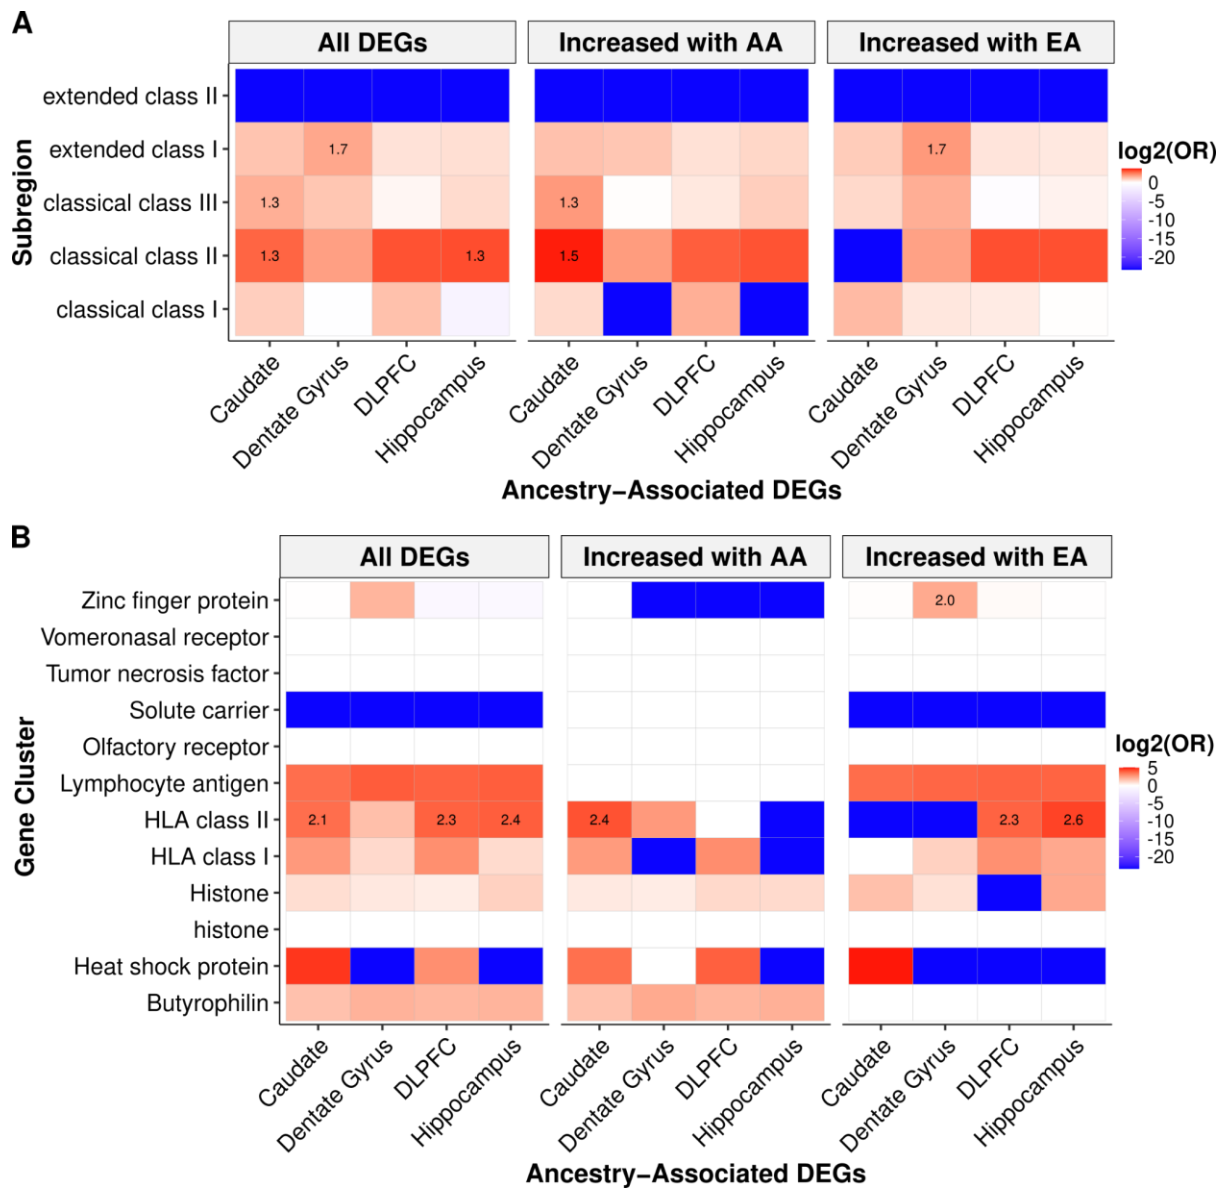 A
All DEGs
Increased with AA
Increased with EA
Subregion
extended class II
extended class I
classical class III
classical class II
classical class I
1.7
1.7
1.3
1.3
1.3
1.3
1.5
log2(OR)
0
-5
-10
-15
-20
Caudate
Dentate Gyrus
DLPFC
Hippocampus
Caudate
Dentate Gyrus
DLPFC
Hippocampus
Caudate
Dentate Gyrus
DLPFC
Hippocampus
Ancestry−Associated DEGs
B
All DEGs
Increased with AA
Increased with EA
Gene Cluster
Zinc finger protein
Vomeronasal receptor
Tumor necrosis factor
Solute carrier
Olfactory receptor
Lymphocyte antigen
HLA class II
HLA class I
Histone
histone
Heat shock protein
Butyrophilin
2.0
2.1
2.3
2.4
2.4
2.3
2.6
log2(OR)
5
0
-5
-10
-15
-20
Caudate
Dentate Gyrus
DLPFC
Hippocampus
Caudate
Dentate Gyrus
DLPFC
Hippocampus
Caudate
Dentate Gyrus
DLPFC
Hippocampus
Ancestry−Associated DEGs